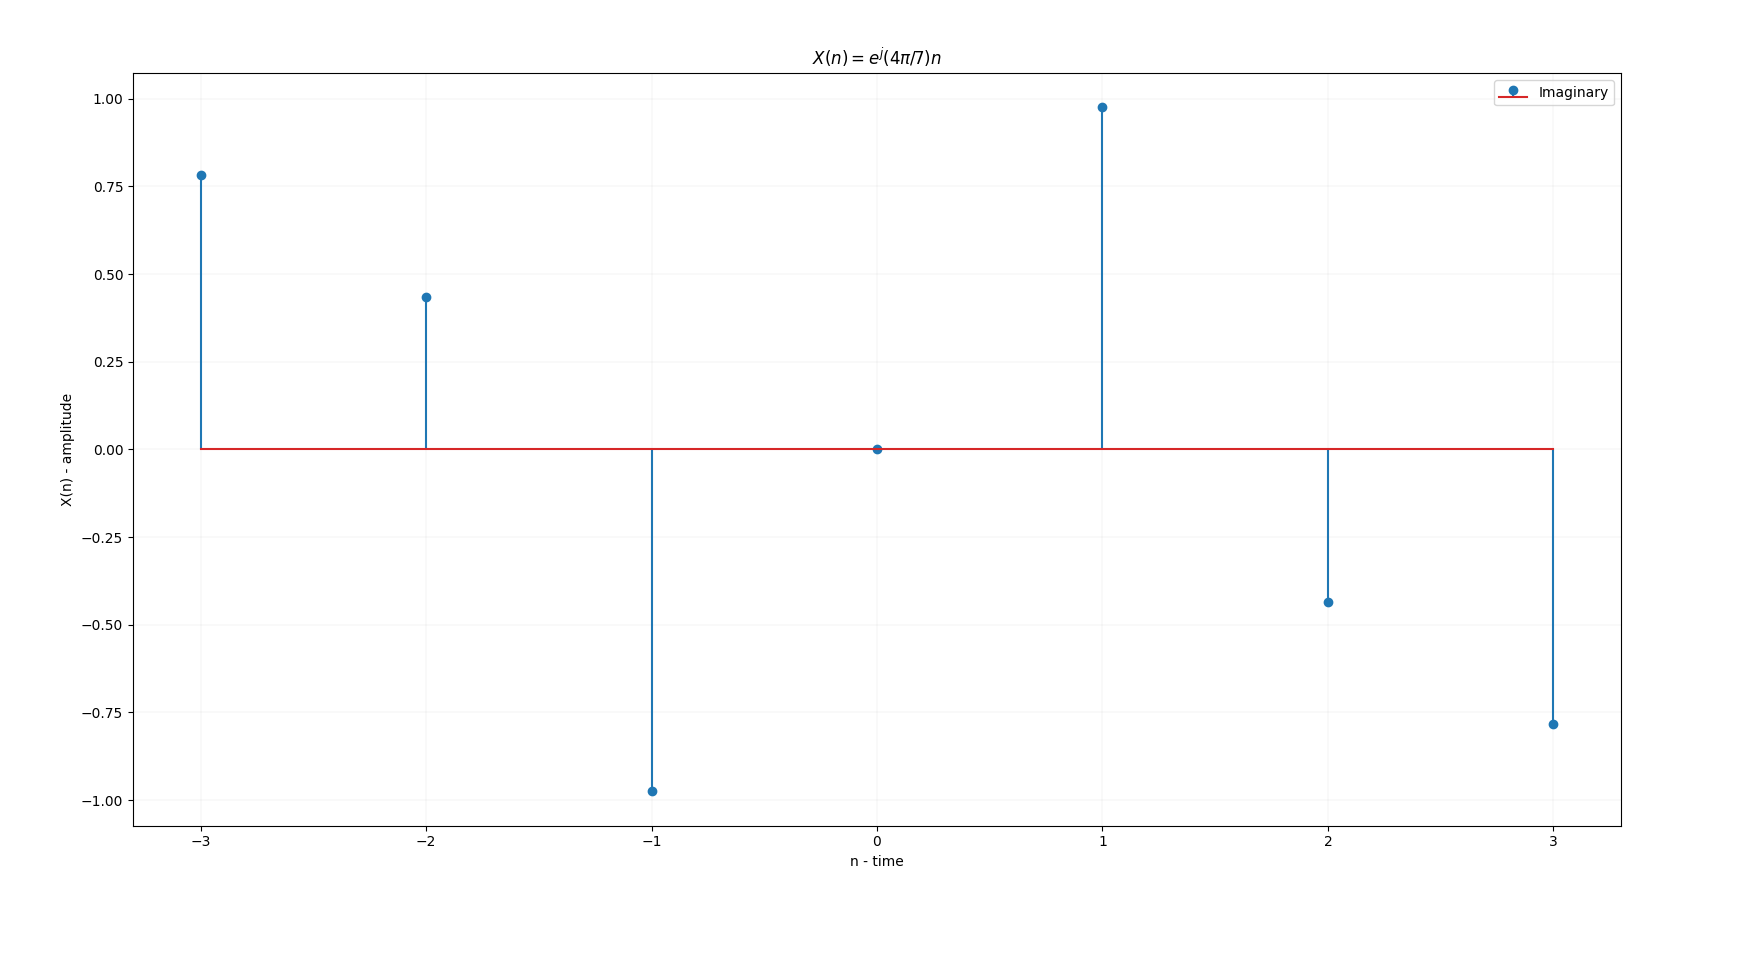 X(n) = e^j(4π/7)n
Imaginary
1.00
0.75
0.50
0.25
0.00
−0.25
−0.50
−0.75
−1.00
X(n) - amplitude
−3 −2 −1 0 1 2 3
n - time